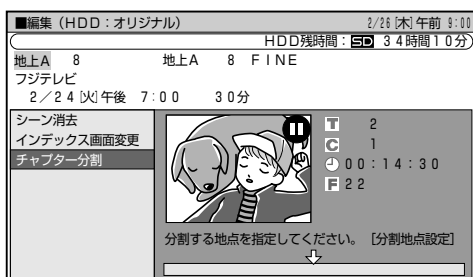 ■編集(HDD:オリジナル) 2/26[木]午前 9:00
HDD残時間:SD 34時間10分)
地上A 8 地上A 8 FINE
フジテレビ
2/24[火]午後 7:00 30分
シーン消去
インデックス画面変更
チャプター分割
T 2
C 1
00:14:30
F 22
分割する地点を指定してください。 [分割地点設定]